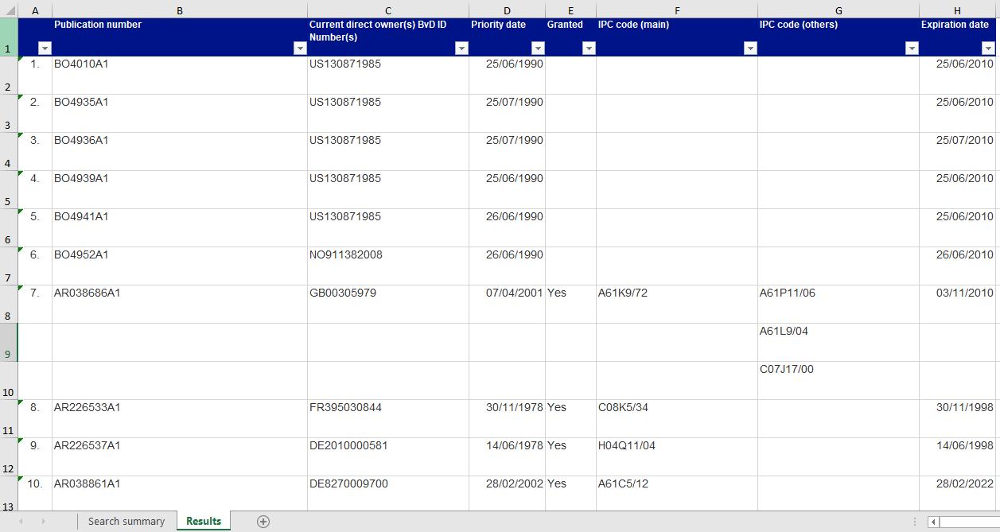 A B C D E F G H
1 Publication number Current direct owner(s) BvD ID Number(s) Priority date Granted IPC code (main) IPC code (others) Expiration date
2 1. BO4010A1 US130871985 25/06/1990 25/06/2010
3 2. BO4935A1 US130871985 25/07/1990 25/06/2010
4 3. BO4936A1 US130871985 25/07/1990 25/07/2010
5 4. BO4939A1 US130871985 25/06/1990 25/06/2010
6 5. BO4941A1 US130871985 26/06/1990 25/06/2010
7 6. BO4952A1 NO911382008 26/06/1990 26/06/2010
8 7. AR038686A1 GB00305979 07/04/2001 Yes A61K9/72 A61P11/06 03/11/2010
9 A61L9/04
10 C07J17/00
11 8. AR226533A1 FR395030844 30/11/1978 Yes C08K5/34 30/11/1998
12 9. AR226537A1 DE2010000581 14/06/1978 Yes H04Q11/04 14/06/1998
13 10. AR038861A1 DE8270009700 28/02/2002 Yes A61C5/12 28/02/2022
Search summary Results